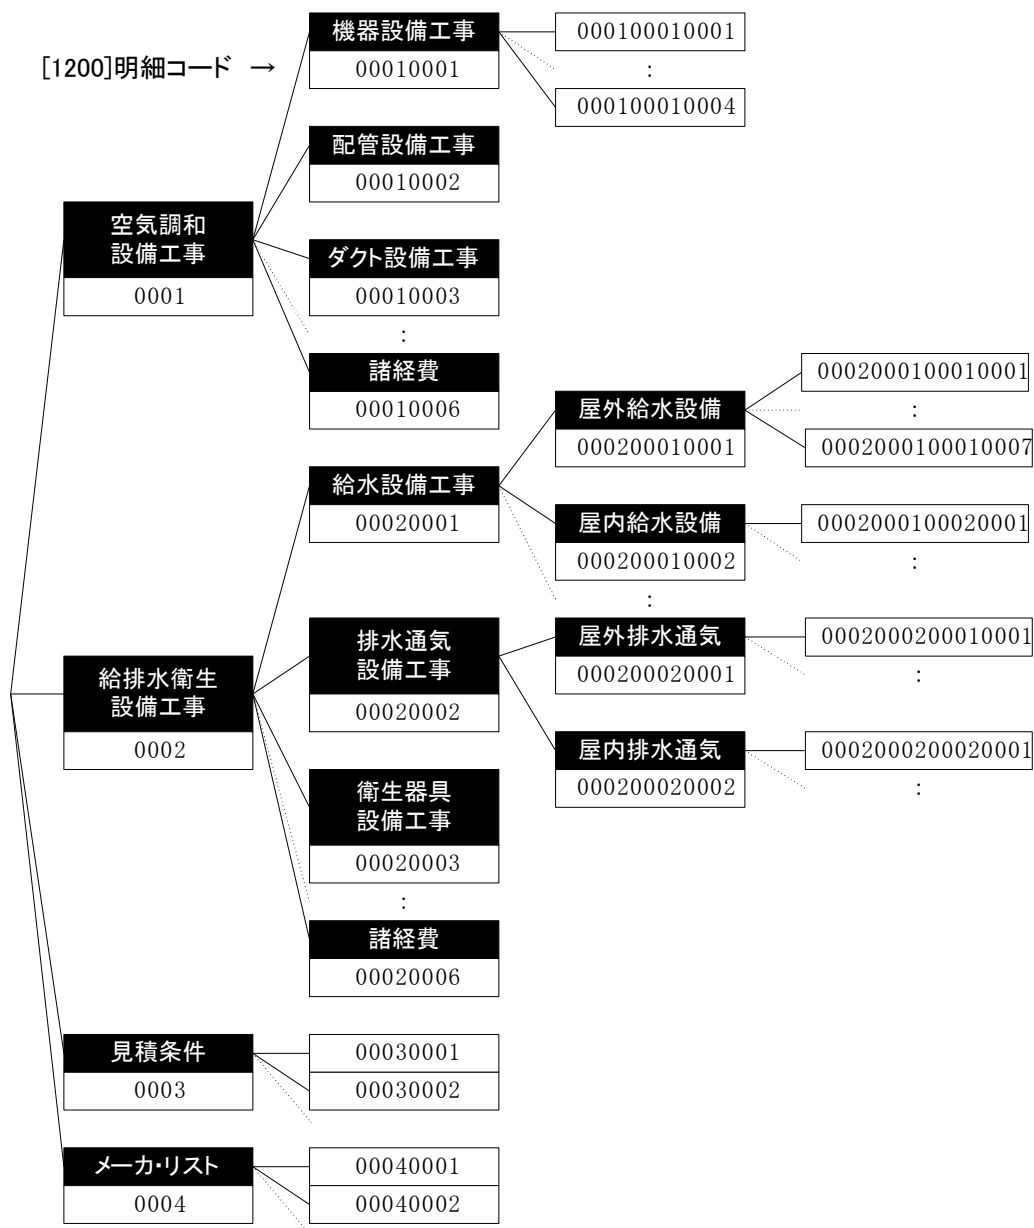 [1200]明細コード →
機器設備工事
00010001
000100010001
:
000100010004
配管設備工事
00010002
空気調和
設備工事
0001
ダクト設備工事
00010003
:
諸経費
00010006
給水設備工事
00020001
屋外給水設備
000200010001
0002000100010001
:
0002000100010007
屋内給水設備
000200010002
:
0002000100020001
:
給排水衛生
設備工事
0002
排水通気
設備工事
00020002
屋外排水通気
000200020001
0002000200010001
:
屋内排水通気
000200020002
0002000200020001
:
衛生器具
設備工事
00020003
:
諸経費
00020006
見積条件
0003
00030001
00030002
メーカ・リスト
0004
00040001
00040002